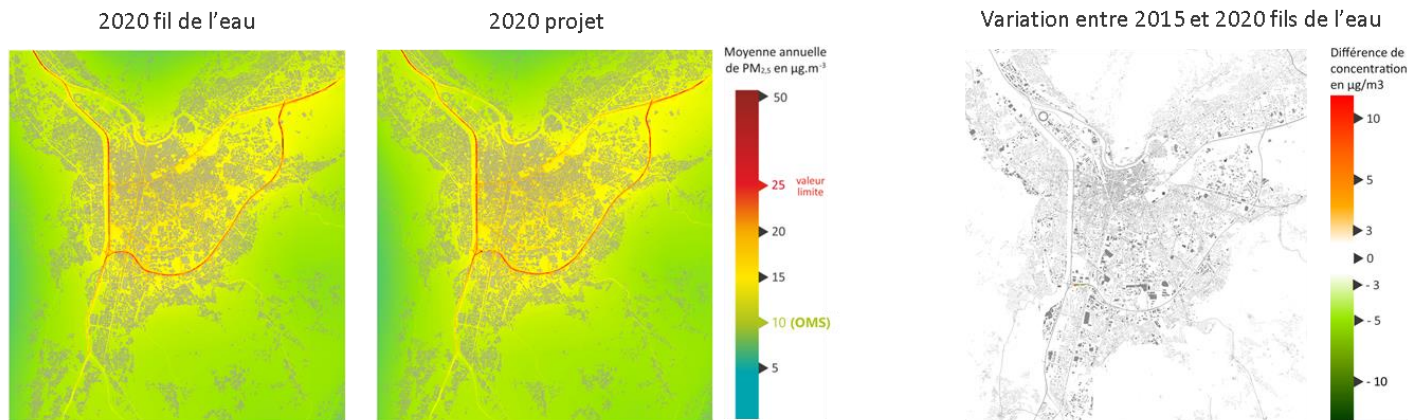 2020 fil de l’eau
2020 projet
Variation entre 2015 et 2020 fils de l’eau
Moyenne annuelle
de PM2,5 en µg.m-3
50
25 valeur
limite
20
15
10 (OMS)
5
Différence de
concentration
en µg/m3
10
5
3
0
- 3
- 5
- 10